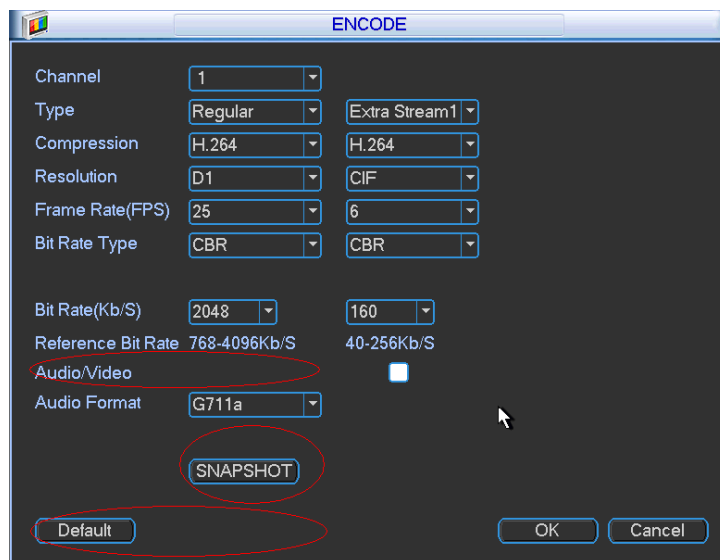 ENCODE
Channel 1
Type Regular Extra Stream1
Compression H.264 H.264
Resolution D1 CIF
Frame Rate(FPS) 25 6
Bit Rate Type CBR CBR
Bit Rate(Kb/S) 2048 160
Reference Bit Rate 768-4096Kb/S 40-256Kb/S
Audio/Video
Audio Format G711a
SNAPSHOT
Default OK Cancel